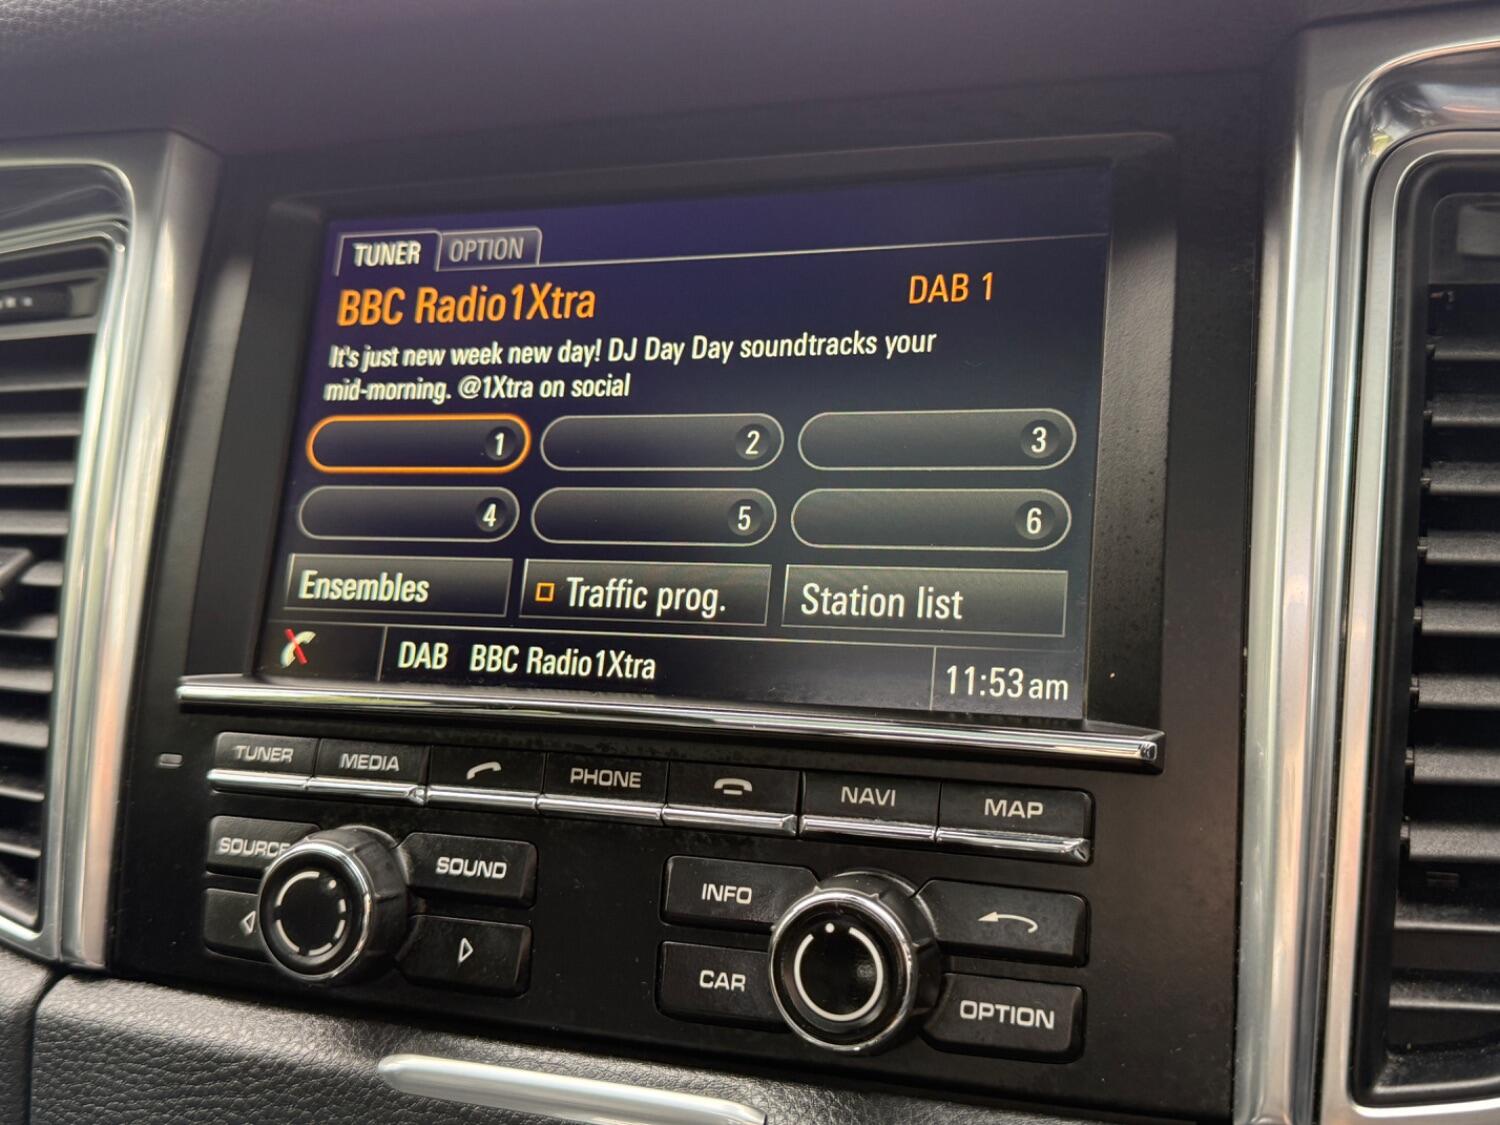 TUNER OPTION
BBC Radio1Xtra DAB 1
It's just new week new day! DJ Day Day soundtracks your
mid-morning. @1Xtra on social
1 2 3
4 5 6
Ensembles Traffic prog. Station list
DAB BBC Radio1Xtra 11:53am
TUNER MEDIA PHONE NAVI MAP
SOURCE SOUND INFO
CAR OPTION